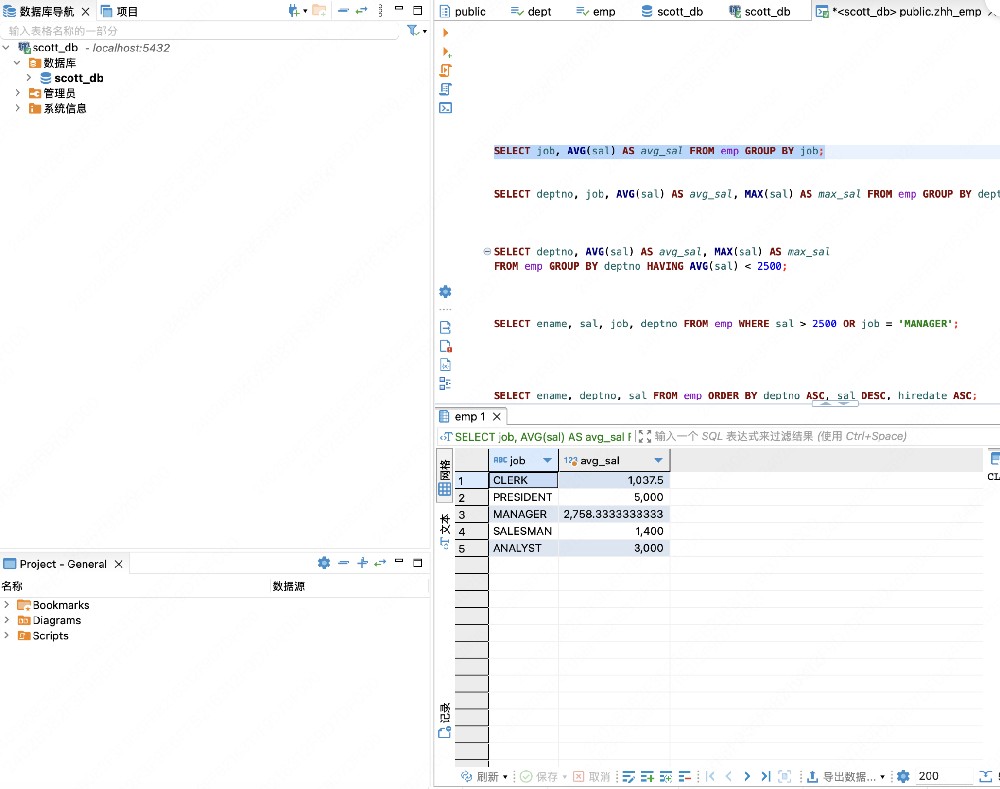 数据库导航
项目
输入表格名称的一部分
scott_db - localhost:5432
数据库
scott_db
管理员
系统信息
Project - General
名称 数据源
Bookmarks
Diagrams
Scripts
public dept emp scott_db scott_db *<scott_db> public.zhh_emp
SELECT job, AVG(sal) AS avg_sal FROM emp GROUP BY job;
SELECT deptno, job, AVG(sal) AS avg_sal, MAX(sal) AS max_sal FROM emp GROUP BY dept
SELECT deptno, AVG(sal) AS avg_sal, MAX(sal) AS max_sal
FROM emp GROUP BY deptno HAVING AVG(sal) < 2500;
SELECT ename, sal, job, deptno FROM emp WHERE sal > 2500 OR job = 'MANAGER';
SELECT ename, deptno, sal FROM emp ORDER BY deptno ASC, sal DESC, hiredate ASC;
emp 1
SELECT job, AVG(sal) AS avg_sal F 输入一个 SQL 表达式来过滤结果 (使用 Ctrl+Space)
网格
文本
记录
ABC job 123 avg_sal
1 CLERK 1,037.5
2 PRESIDENT 5,000
3 MANAGER 2,758.3333333333
4 SALESMAN 1,400
5 ANALYST 3,000
CL
刷新 保存 取消 导出数据... 200